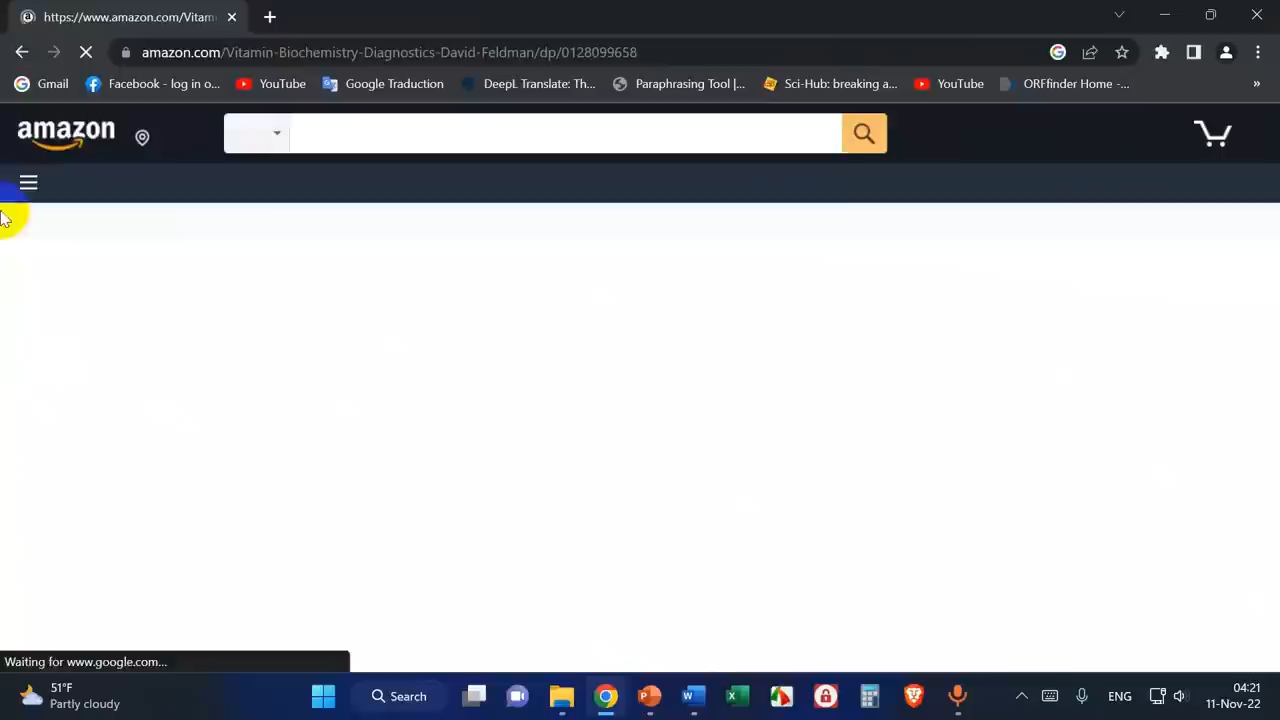 https://www.amazon.com/Vitam
amazon.com/Vitamin-Biochemistry-Diagnostics-David-Feldman/dp/0128099658
Gmail
Facebook - log in o...
YouTube
Google Traduction
DeepL Translate: Th...
Paraphrasing Tool |...
Sci-Hub: breaking a...
YouTube
ORFfinder Home -...
»
amazon
Waiting for www.google.com...
51°F
Partly cloudy
Search
ENG
04:21
11-Nov-22